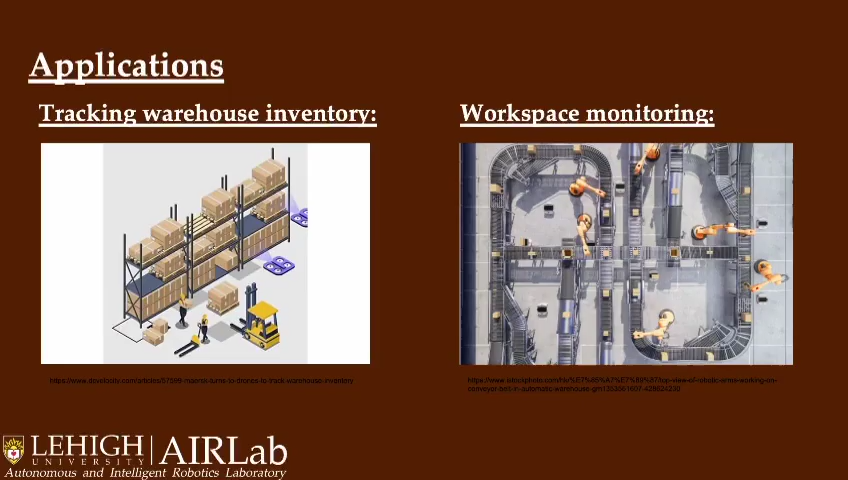 Applications
Tracking warehouse inventory:
Workspace monitoring:
LEHIGH
UNIVERSITY
AIRLab
Autonomous and Intelligent Robotics Laboratory